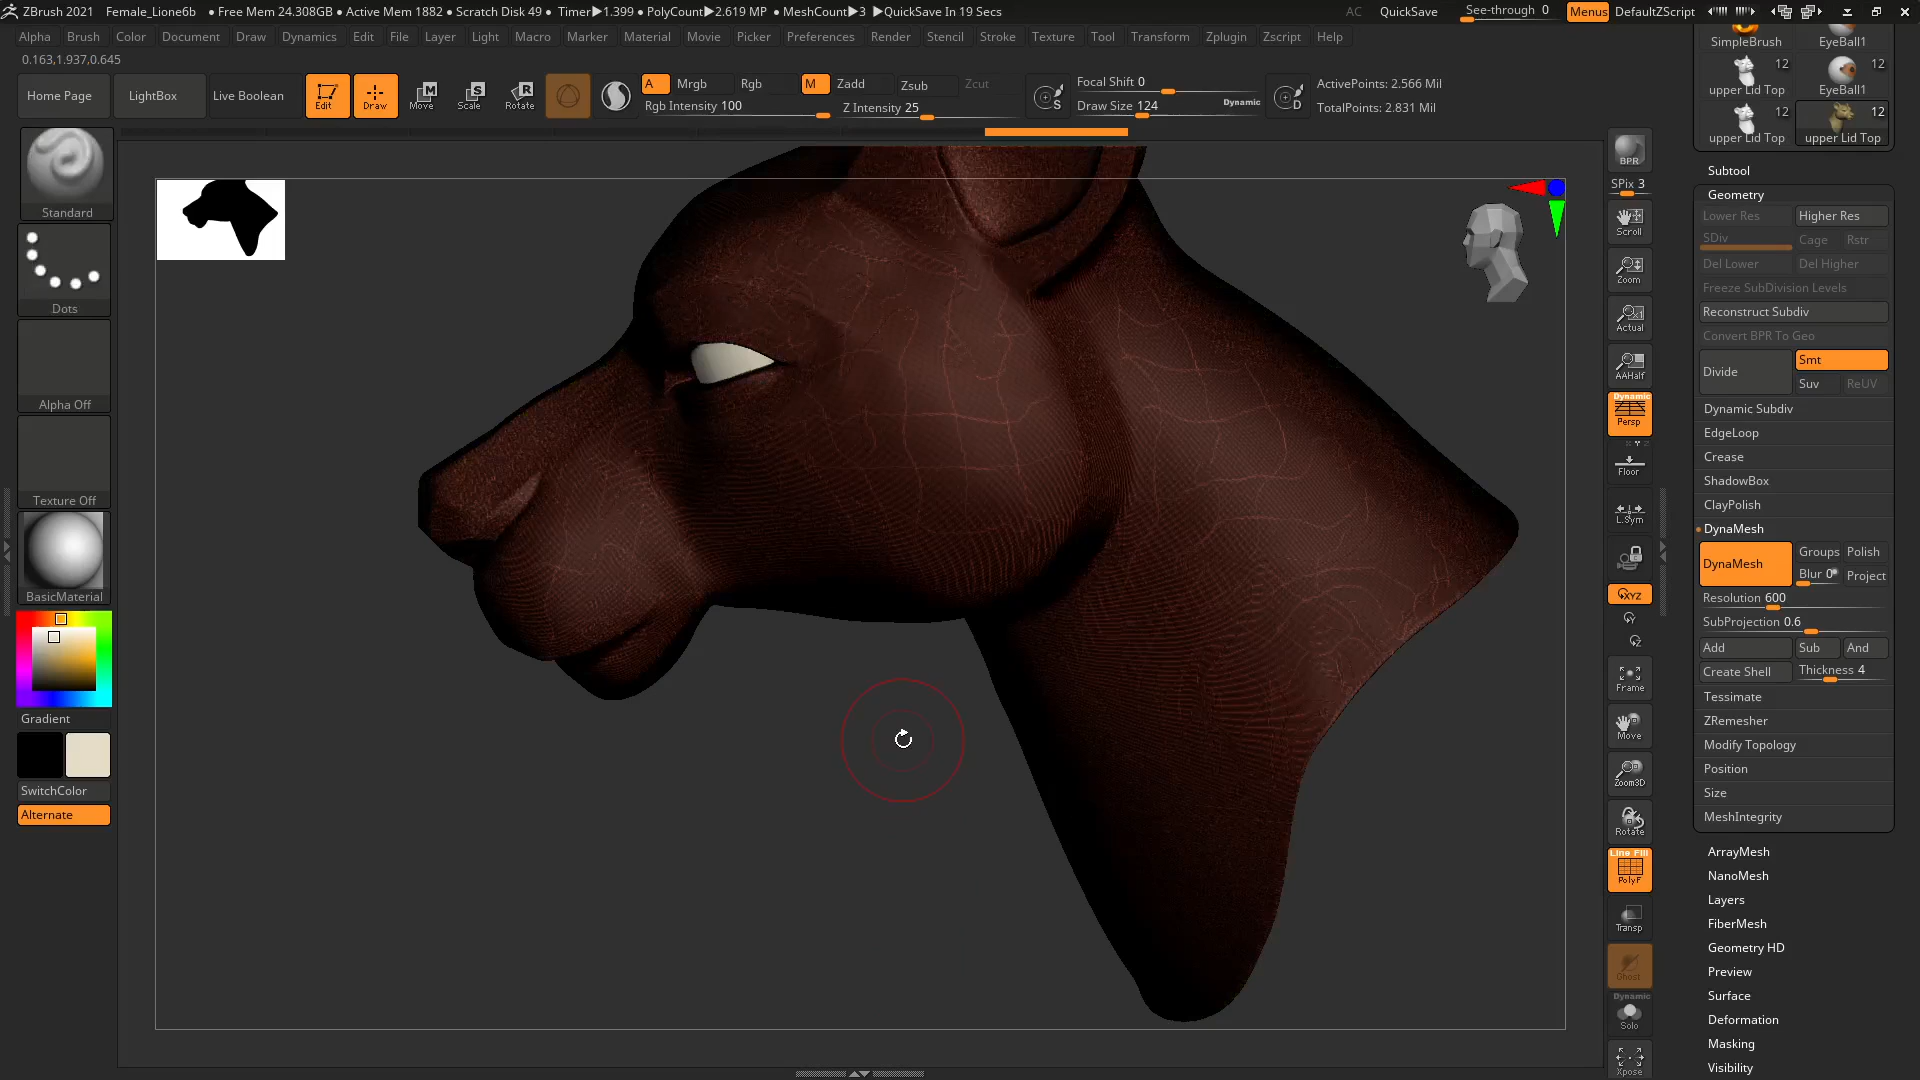 ZBrush 2021 Female_Lione6b • Free Mem 24.308GB • Active Mem 1882 • Scratch Disk 49 • Timer▶1.399 • PolyCount▶2.619 MP • MeshCount▶3 ▶QuickSave In 19 Secs AC QuickSave See-through 0 Menus DefaultZScript
Alpha Brush Color Document Draw Dynamics Edit File Layer Light Macro Marker Material Movie Picker Preferences Render Stencil Stroke Texture Tool Transform Zplugin Zscript Help
0.163,1.937,0.645
Home Page LightBox Live Boolean Edit Draw Move Scale Rotate
A Mrgb Rgb M Zadd Zsub Zcut
Rgb Intensity 100 Z Intensity 25
Focal Shift 0
Draw Size 124 Dynamic
ActivePoints: 2.566 Mil
TotalPoints: 2.831 Mil
Standard
Dots
Alpha Off
Texture Off
BasicMaterial
Gradient
SwitchColor
Alternate
BPR
SPix 3
Scroll
Zoom
Actual
AAHalf
Dynamic
Persp
Floor
L.Sym
XYZ
Y
Z
Frame
Move
Zoom3D
Rotate
Line Fill
PolyF
Transp
Ghost
Dynamic
Solo
Xpose
SimpleBrush EyeBall1
12 12
upper Lid Top EyeBall1
12 12
upper Lid Top upper Lid Top
Subtool
Geometry
Lower Res Higher Res
SDiv Cage Rstr
Del Lower Del Higher
Freeze SubDivision Levels
Reconstruct Subdiv
Convert BPR To Geo
Divide Smt
Suv ReUV
Dynamic Subdiv
EdgeLoop
Crease
ShadowBox
ClayPolish
DynaMesh
DynaMesh Groups Polish
Blur 0 Project
Resolution 600
SubProjection 0.6
Add Sub And
Create Shell Thickness 4
Tessimate
ZRemesher
Modify Topology
Position
Size
MeshIntegrity
ArrayMesh
NanoMesh
Layers
FiberMesh
Geometry HD
Preview
Surface
Deformation
Masking
Visibility